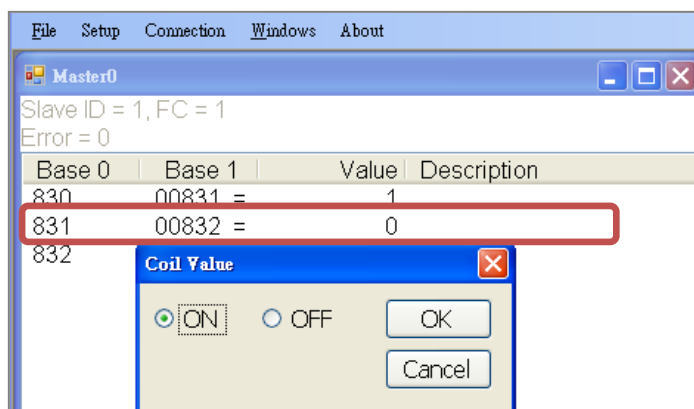 File Setup Connection Windows About
Master0
Slave ID = 1, FC = 1
Error = 0
Base 0 Base 1 Value Description
830 00831 = 1
831 00832 = 0
832
Coil Value
ON OFF OK
Cancel